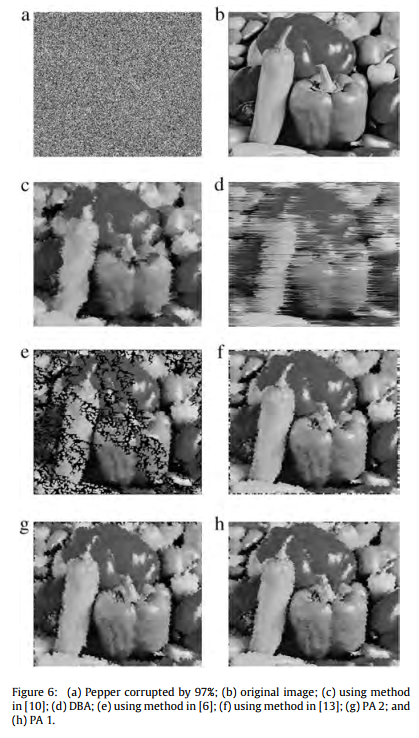 a
b
c
d
e
f
g
h
Figure 6: (a) Pepper corrupted by 97%; (b) original image; (c) using method
in [10]; (d) DBA; (e) using method in [6]; (f) using method in [13]; (g) PA 2; and
(h) PA 1.